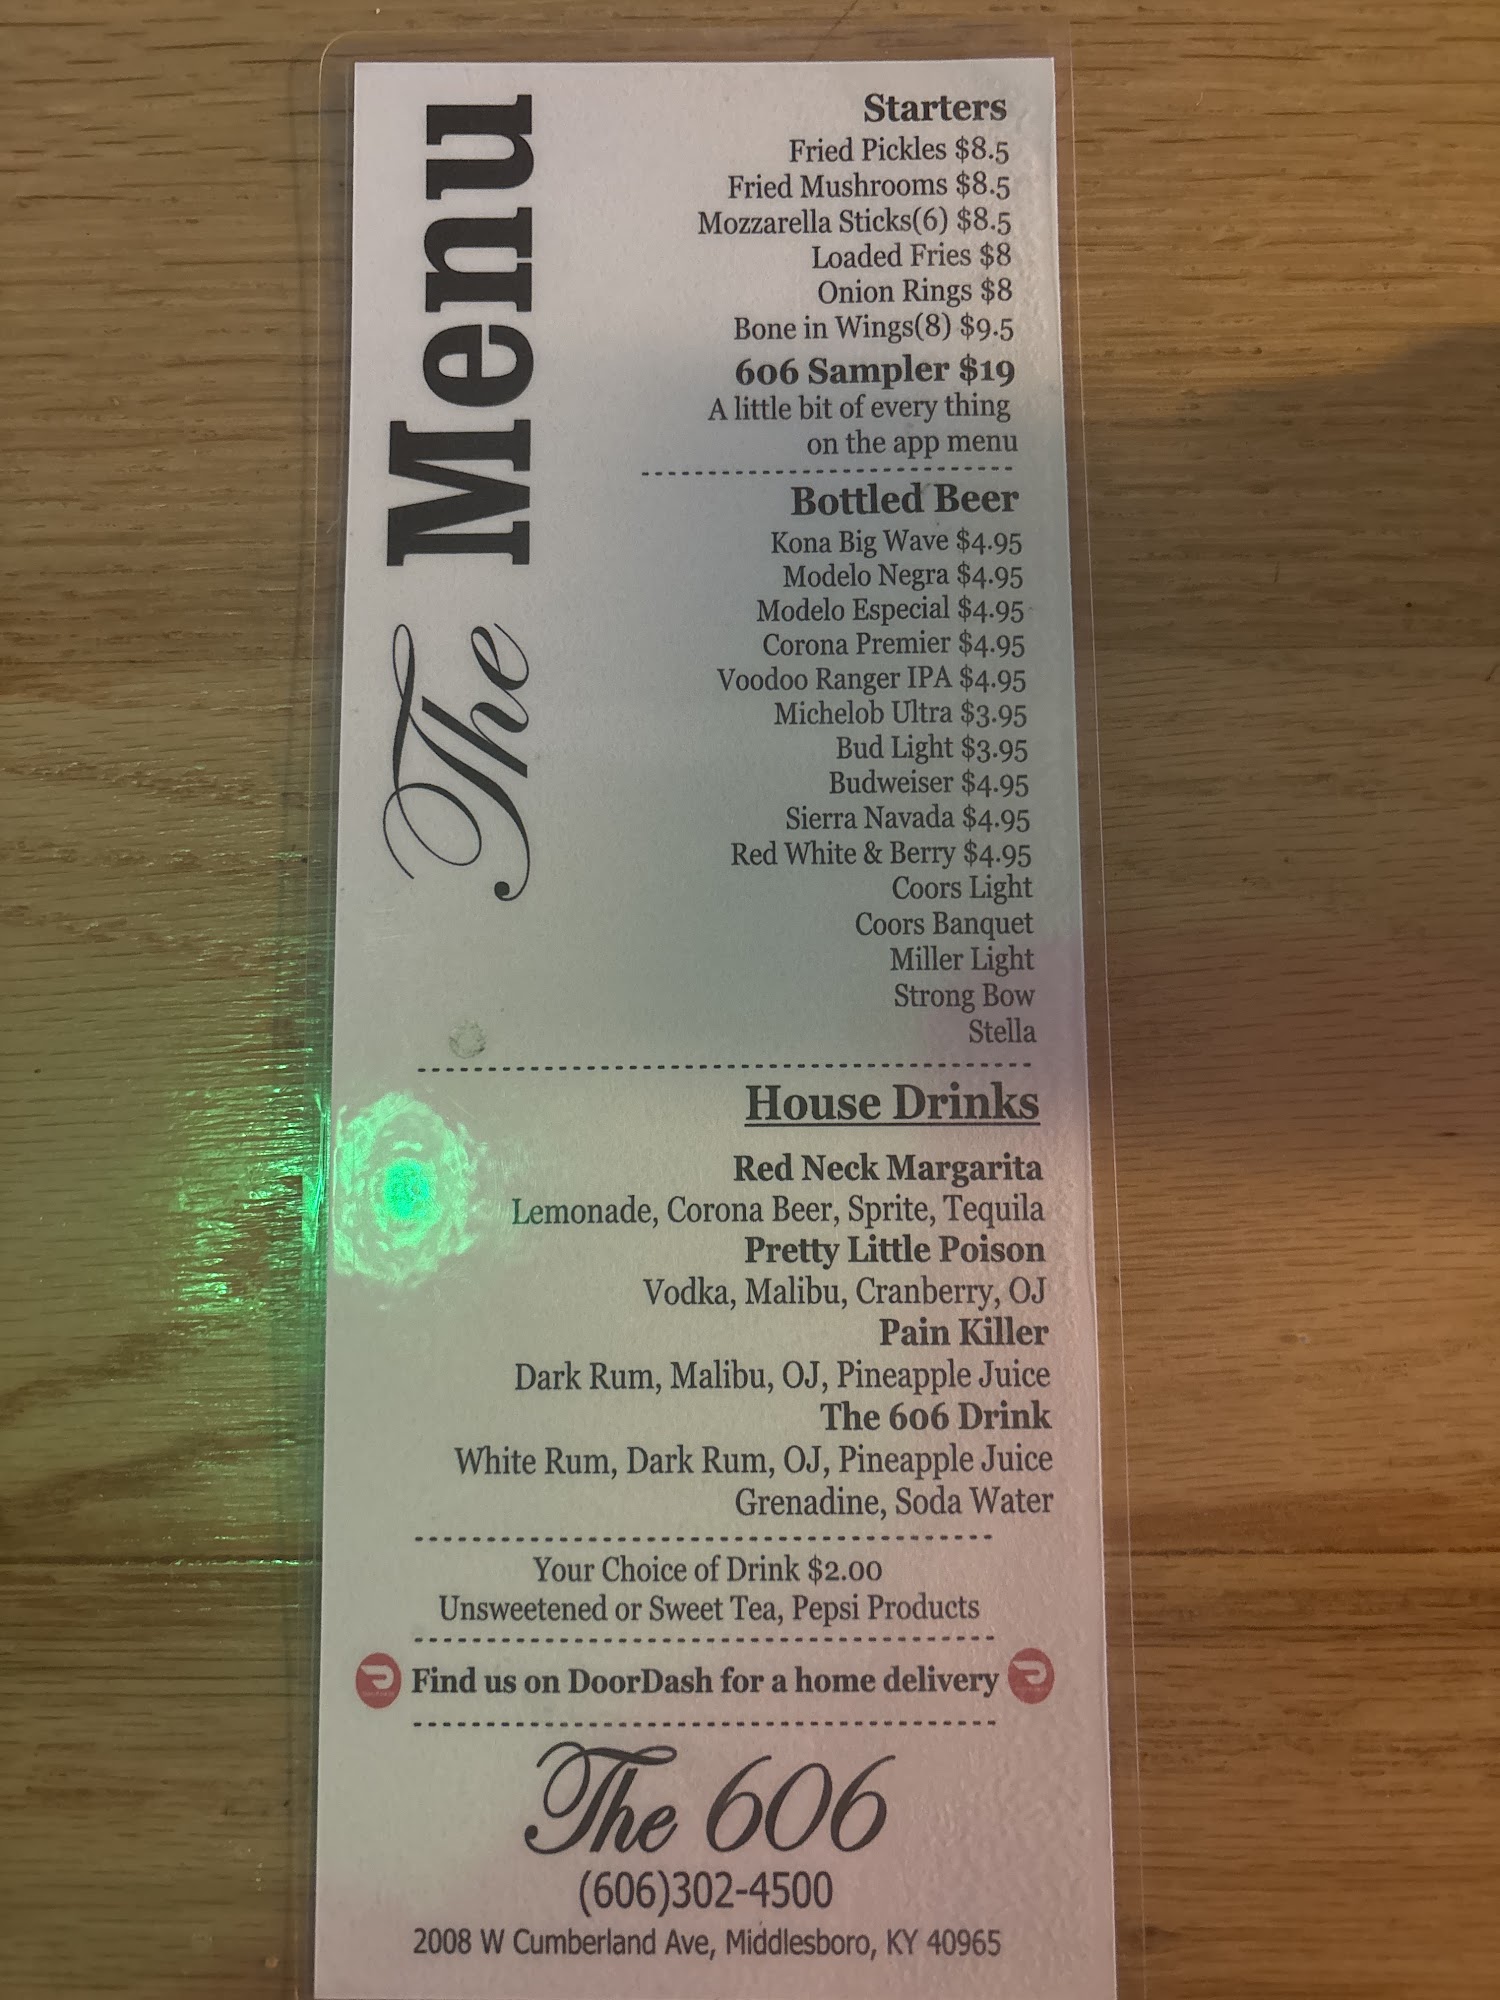 The Menu
Starters
Fried Pickles $8.5
Fried Mushrooms $8.5
Mozzarella Sticks(6) $8.5
Loaded Fries $8
Onion Rings $8
Bone in Wings(8) $9.5
606 Sampler $19
A little bit of every thing
on the app menu
Bottled Beer
Kona Big Wave $4.95
Modelo Negra $4.95
Modelo Especial $4.95
Corona Premier $4.95
Voodoo Ranger IPA $4.95
Michelob Ultra $3.95
Bud Light $3.95
Budweiser $4.95
Sierra Navada $4.95
Red White & Berry $4.95
Coors Light
Coors Banquet
Miller Light
Strong Bow
Stella
House Drinks
Red Neck Margarita
Lemonade, Corona Beer, Sprite, Tequila
Pretty Little Poison
Vodka, Malibu, Cranberry, OJ
Pain Killer
Dark Rum, Malibu, OJ, Pineapple Juice
The 606 Drink
White Rum, Dark Rum, OJ, Pineapple Juice
Grenadine, Soda Water
Your Choice of Drink $2.00
Unsweetened or Sweet Tea, Pepsi Products
Find us on DoorDash for a home delivery
The 606
(606)302-4500
2008 W Cumberland Ave, Middlesboro, KY 40965